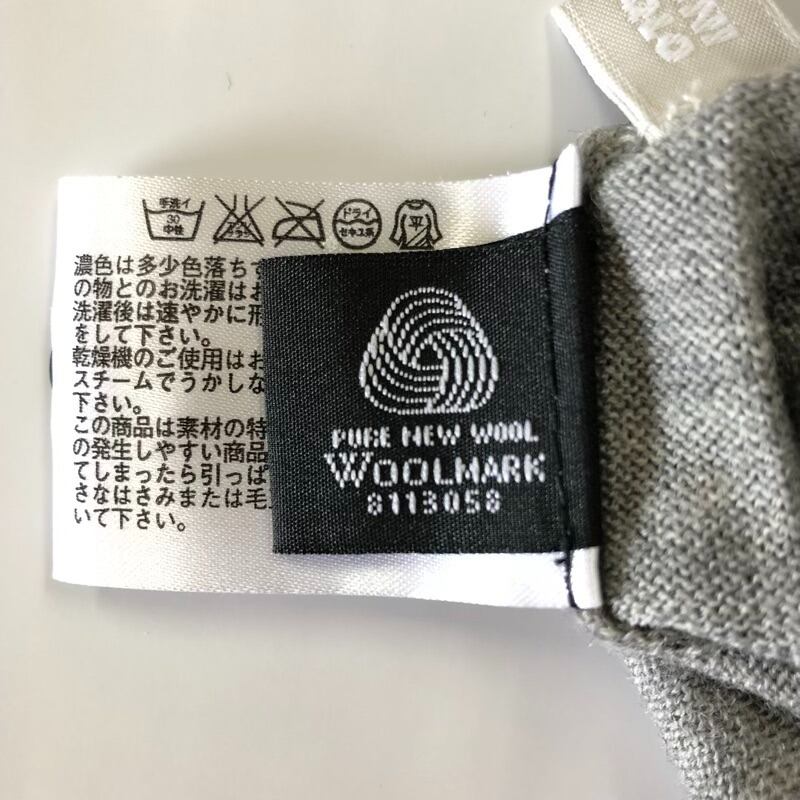 手洗イ
30
中性
ドライ
セキユ系
平
濃色は多少色落ちす
の物とのお洗濯はお
洗濯後は速やかに形
をして下さい。
乾燥機のご使用はお
スチームでうかしな
下さい。
この商品は素材の特
の発生しやすい商品
てしまったら引っぱ
さなはさみまたは毛
いて下さい。
PURE NEW WOOL
WOOLMARK
8113058